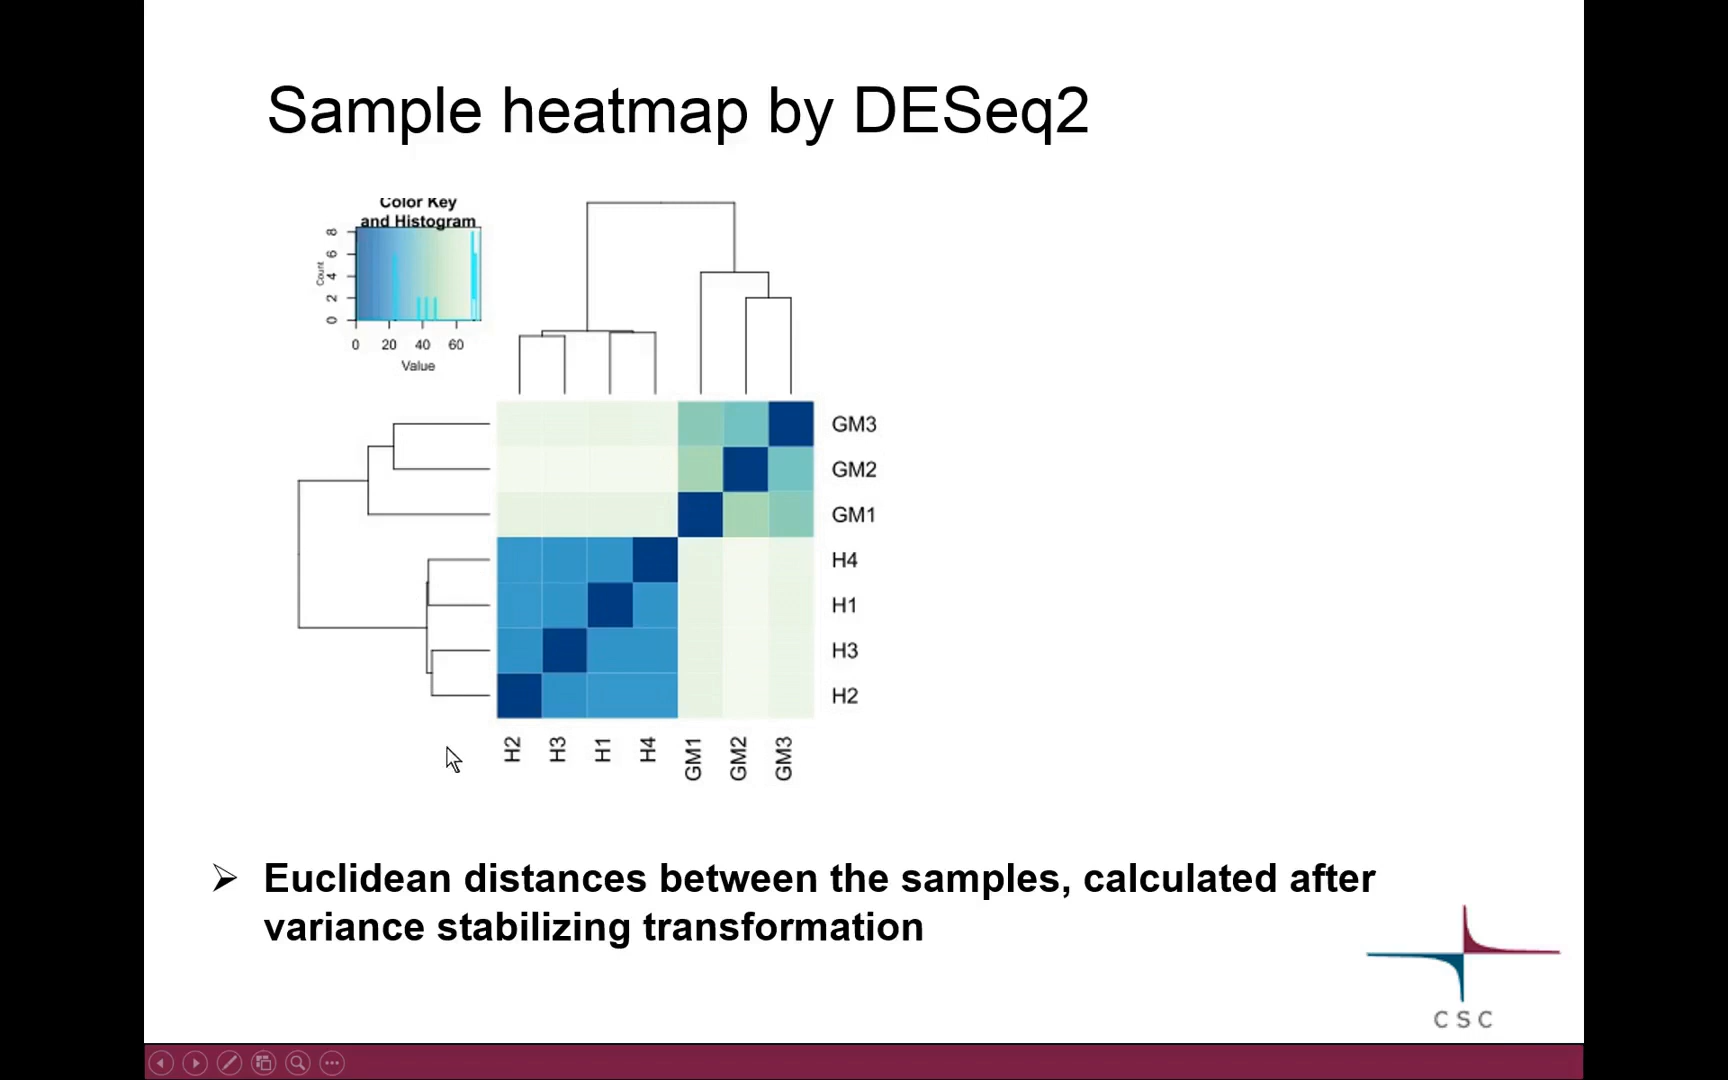 Sample heatmap by DESeq2
Color Key
and Histogram
Count
8
6
4
2
0
0 20 40 60
Value
GM3
GM2
GM1
H4
H1
H3
H2
H2 H3 H1 H4 GM1 GM2 GM3
Euclidean distances between the samples, calculated after
variance stabilizing transformation
CSC